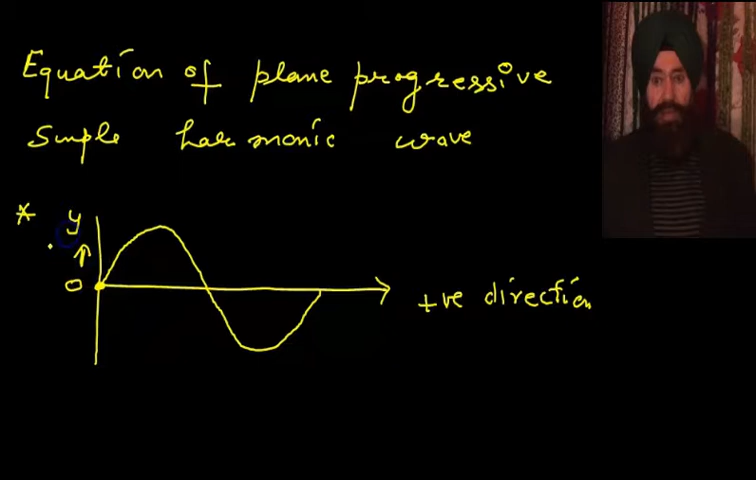 Equation of plane progressive
Simple harmonic wave
* y
↑
0
+ve direction